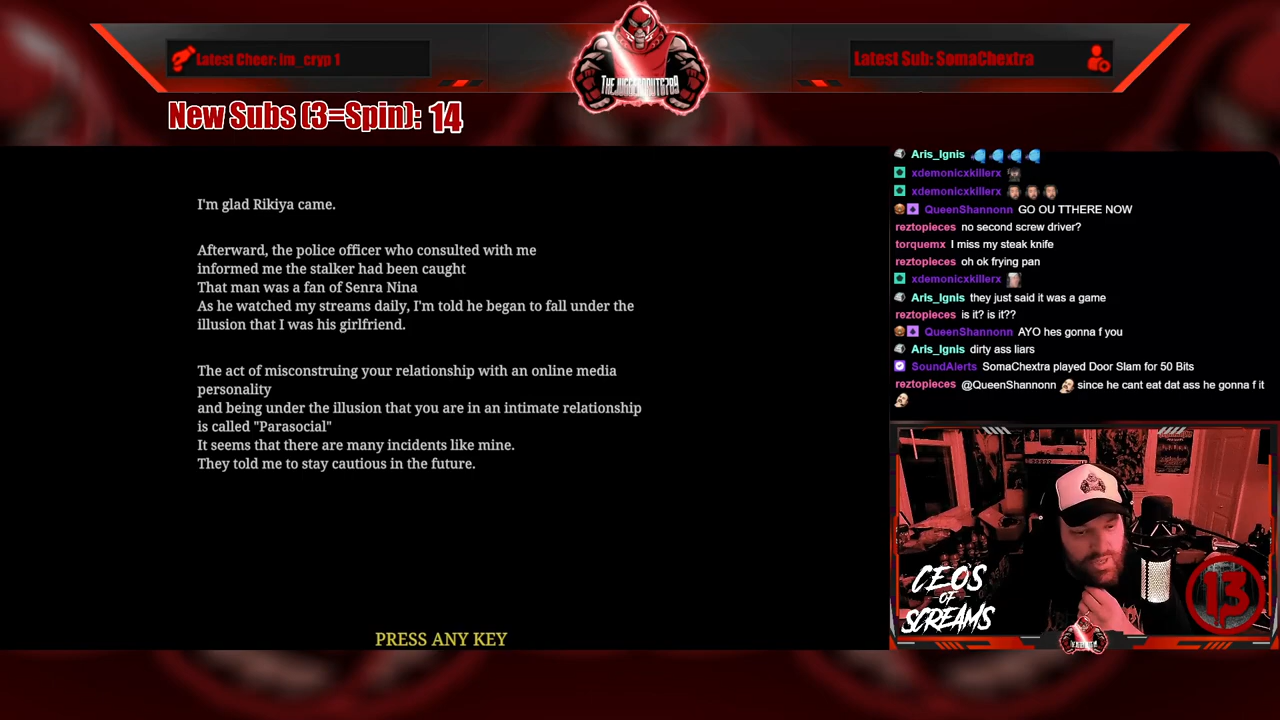 Latest Cheer: im_cryp 1
THEJUGGERNAUT6789
Latest Sub: SomaChextra
New Subs (3=Spin): 14
I'm glad Rikiya came.
Afterward, the police officer who consulted with me
informed me the stalker had been caught
That man was a fan of Senra Nina
As he watched my streams daily, I'm told he began to fall under the
illusion that I was his girlfriend.
The act of misconstruing your relationship with an online media
personality
and being under the illusion that you are in an intimate relationship
is called "Parasocial"
It seems that there are many incidents like mine.
They told me to stay cautious in the future.
PRESS ANY KEY
Aris_Ignis
xdemonicxkillerx
xdemonicxkillerx
QueenShannonn GO OU TTHERE NOW
reztopieces no second screw driver?
torquemx I miss my steak knife
reztopieces oh ok frying pan
xdemonicxkillerx
Aris_Ignis they just said it was a game
reztopieces is it? is it??
QueenShannonn AYO hes gonna f you
Aris_Ignis dirty ass liars
SoundAlerts SomaChextra played Door Slam for 50 Bits
reztopieces @QueenShannonn since he cant eat dat ass he gonna f it
CEOS
OF
SCREAMS
13